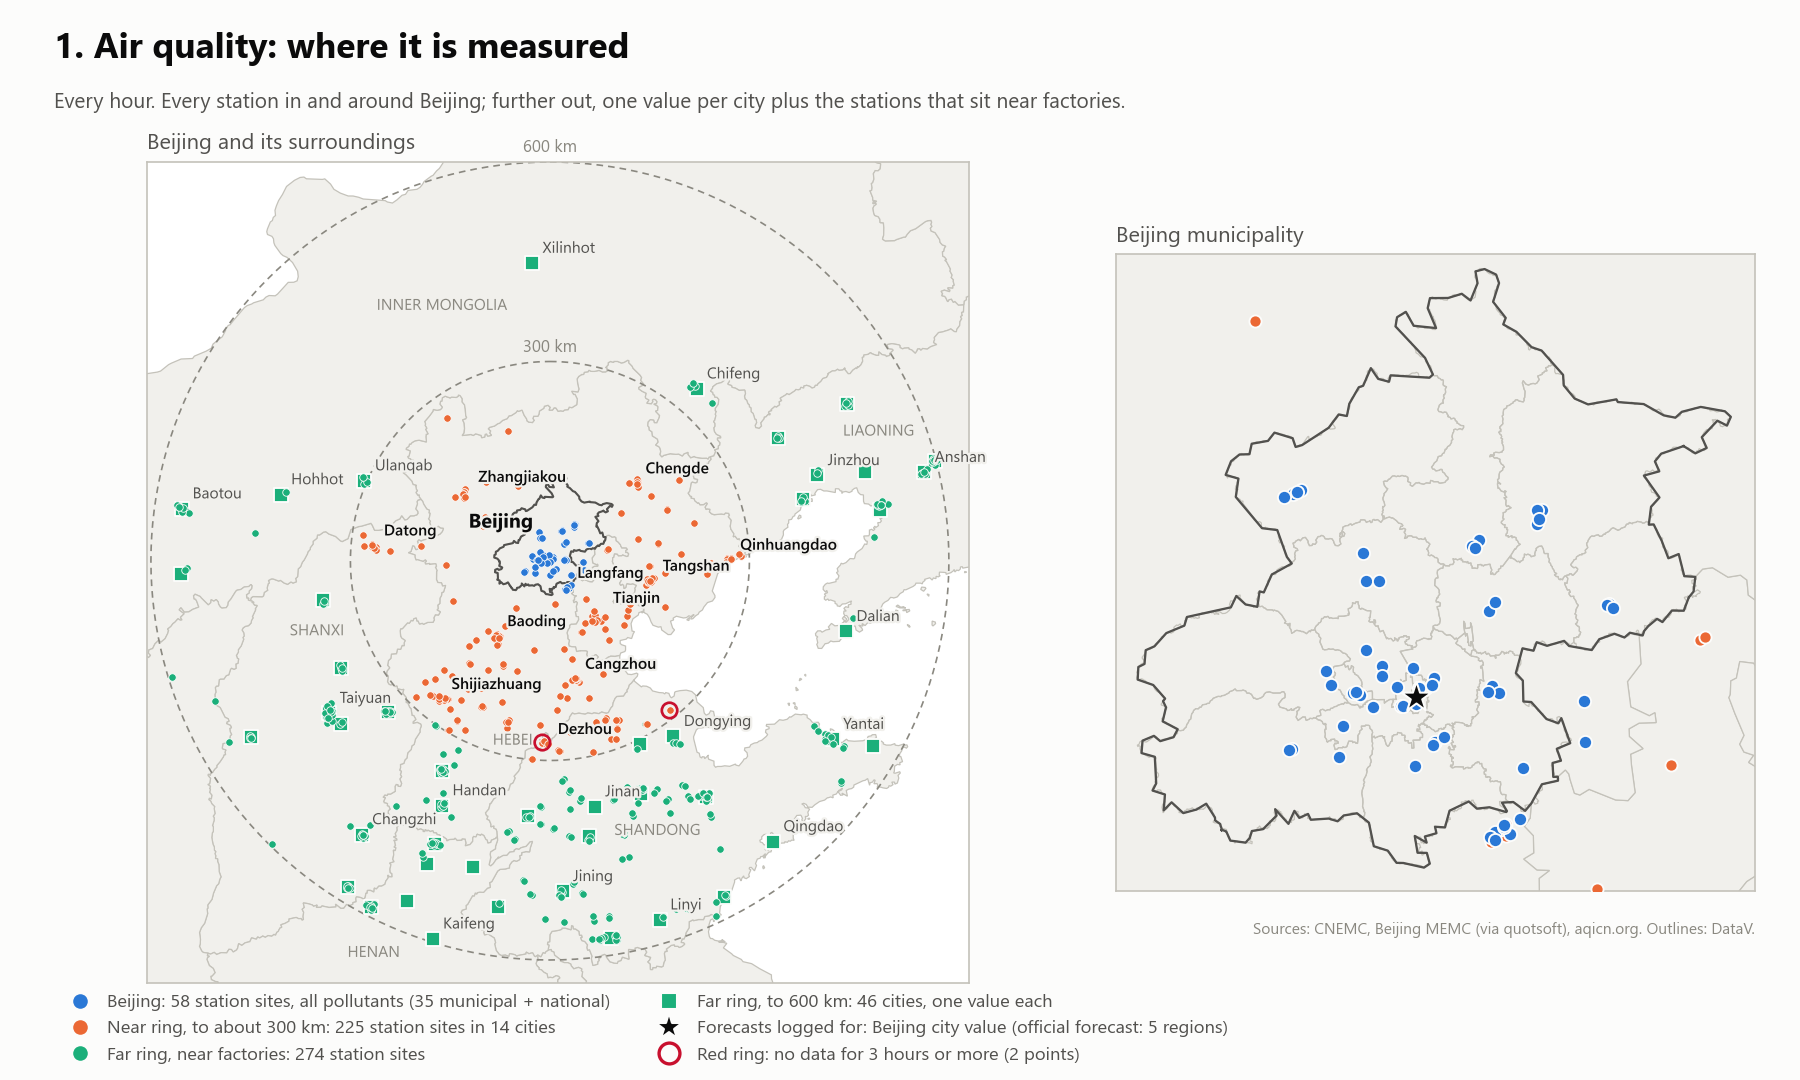 1. Air quality: where it is measured
Every hour. Every station in and around Beijing; further out, one value per city plus the stations that sit near factories.
Beijing and its surroundings
600 km
Xilinhot
INNER MONGOLIA
300 km
Chifeng
LIAONING
Ulanqab
Zhangjiakou
Chengde
Jinzhou
Anshan
Hohhot
Baotou
Beijing
Datong
Qinhuangdao
Langfang
Tangshan
Tianjin
Dalian
SHANXI
Baoding
Cangzhou
Shijiazhuang
Taiyuan
Dongying
Yantai
Dezhou
HEBEI
Handan
Jinan
Changzhi
SHANDONG
Qingdao
Jining
Linyi
Kaifeng
HENAN
Beijing municipality
Sources: CNEMC, Beijing MEMC (via quotsoft), aqicn.org. Outlines: DataV.
Beijing: 58 station sites, all pollutants (35 municipal + national)
Near ring, to about 300 km: 225 station sites in 14 cities
Far ring, near factories: 274 station sites
Far ring, to 600 km: 46 cities, one value each
Forecasts logged for: Beijing city value (official forecast: 5 regions)
Red ring: no data for 3 hours or more (2 points)